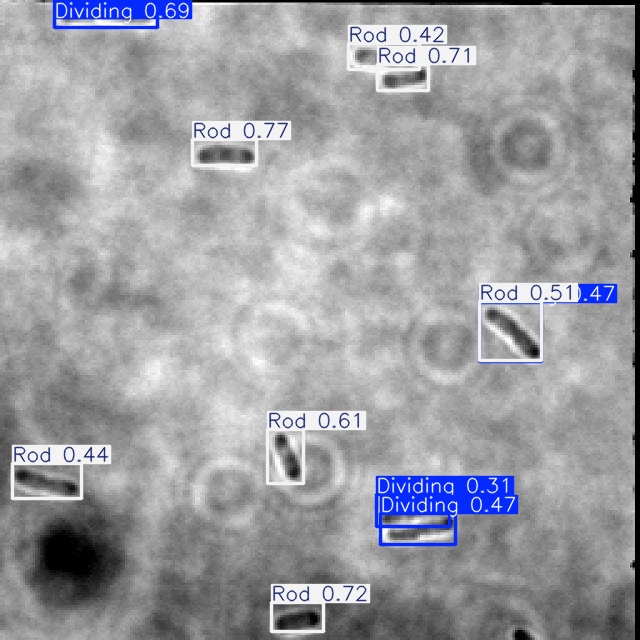 Dividing 0.69
Rod 0.42
Rod 0.71
Rod 0.77
Rod 0.51
0.47
Rod 0.61
Rod 0.44
Dividing 0.31
Dividing 0.47
Rod 0.72